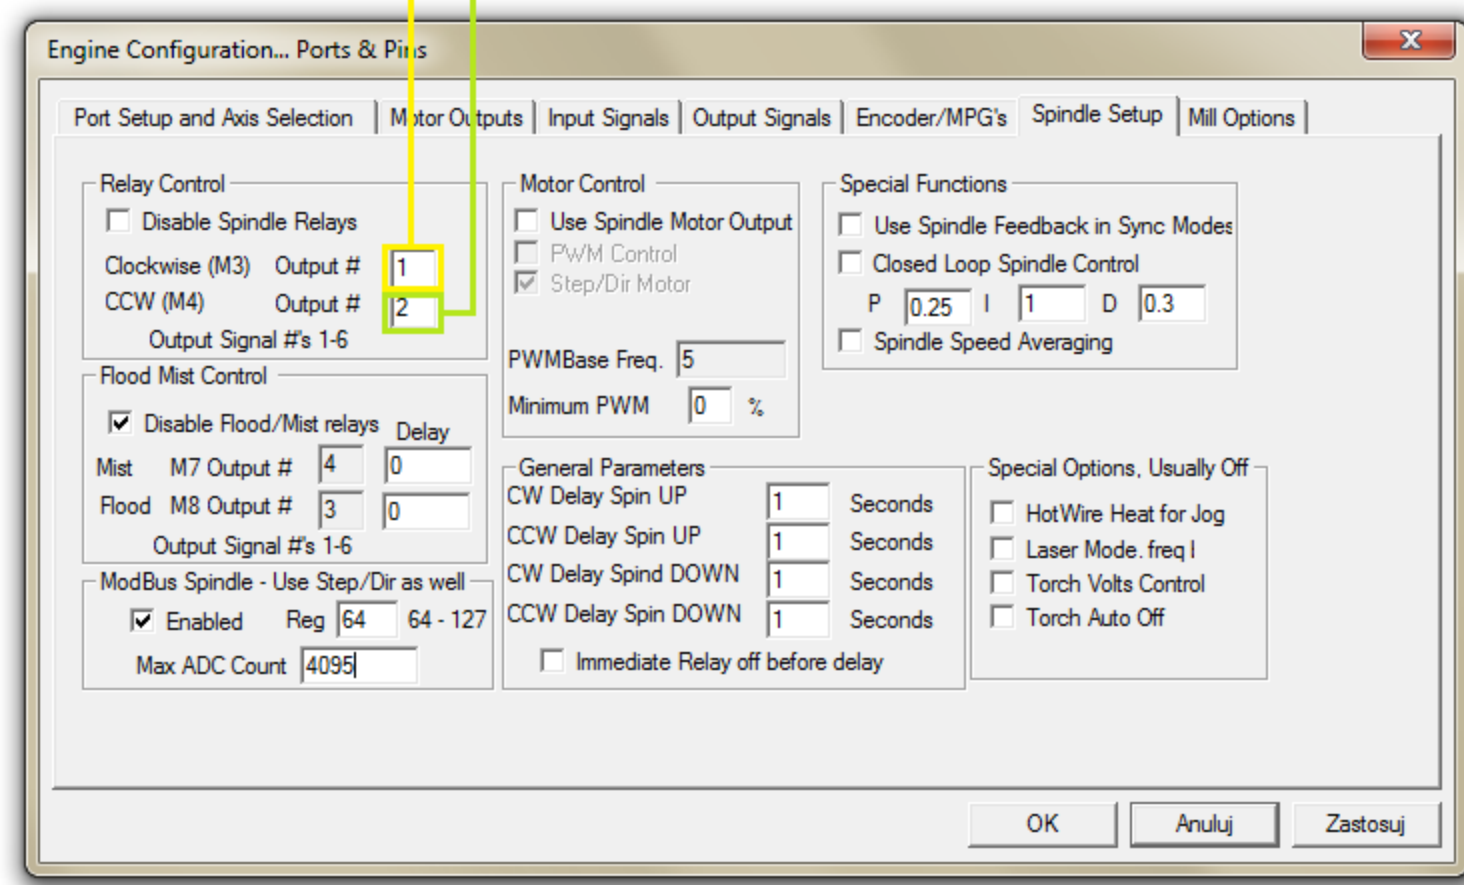 Engine Configuration... Ports & Pins
Port Setup and Axis Selection Motor Outputs Input Signals Output Signals Encoder/MPG's Spindle Setup Mill Options
Relay Control
Disable Spindle Relays
Clockwise (M3) Output # 1
CCW (M4) Output # 2
Output Signal #'s 1-6
Flood Mist Control
Disable Flood/Mist relays Delay
Mist M7 Output # 4 0
Flood M8 Output # 3 0
Output Signal #'s 1-6
ModBus Spindle - Use Step/Dir as well
Enabled Reg 64 64 - 127
Max ADC Count 4095
Motor Control
Use Spindle Motor Output
PWM Control
Step/Dir Motor
PWMBase Freq. 5
Minimum PWM 0 %
General Parameters
CW Delay Spin UP 1 Seconds
CCW Delay Spin UP 1 Seconds
CW Delay Spind DOWN 1 Seconds
CCW Delay Spin DOWN 1 Seconds
Immediate Relay off before delay
Special Functions
Use Spindle Feedback in Sync Modes
Closed Loop Spindle Control
P 0.25 I 1 D 0.3
Spindle Speed Averaging
Special Options, Usually Off
HotWire Heat for Jog
Laser Mode. freq
Torch Volts Control
Torch Auto Off
OK Anuluj Zastosuj